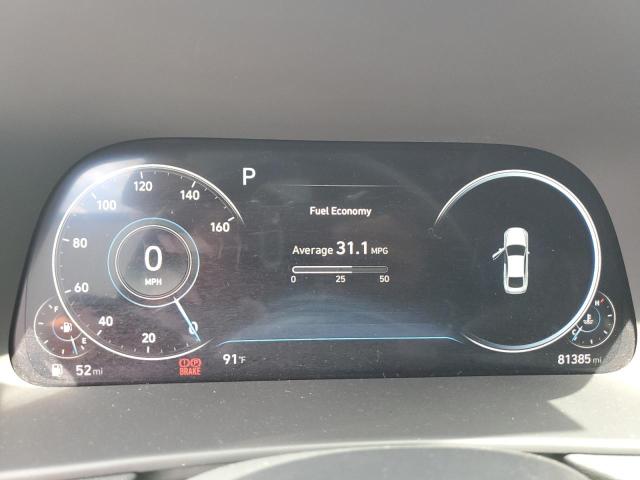 P
120
100
140
80
160
60
40
20
0
0
MPH
Fuel Economy
Average 31.1 MPG
0 25 50
F
E
H
C
52 mi
BRAKE
91°F
81385 mi